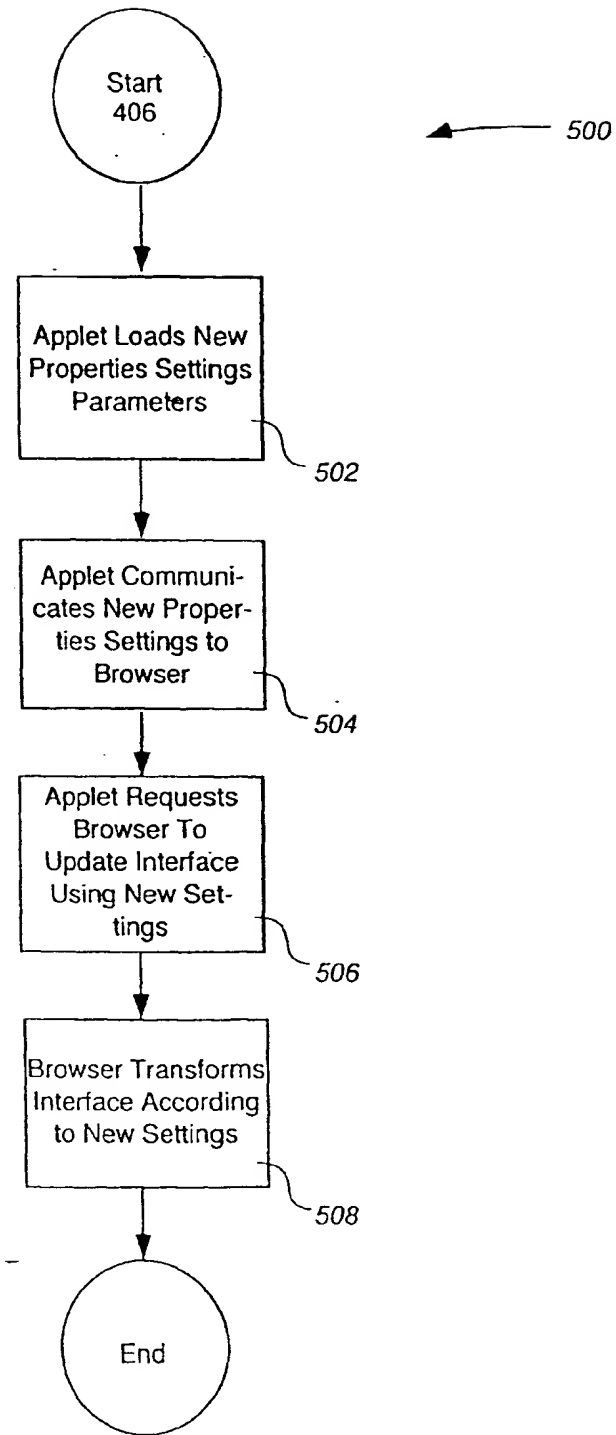 Start
406
500
Applet Loads New
Properties Settings
Parameters
502
Applet Communi-
cates New Proper-
ties Settings to
Browser
504
Applet Requests
Browser To
Update Interface
Using New Set-
tings
506
Browser Transforms
Interface According
to New Settings
508
End